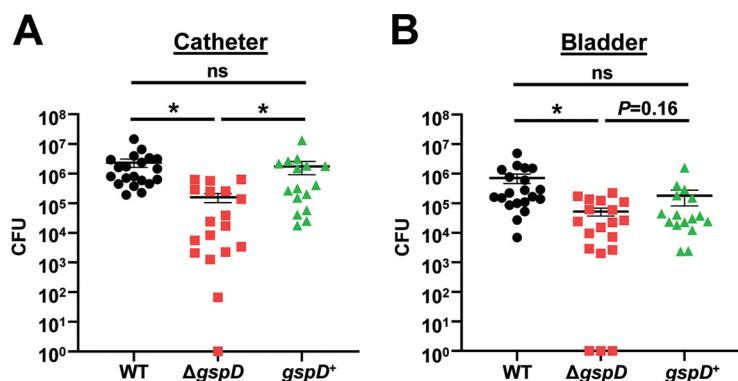 A
Catheter
ns
*
*
10⁸
10⁷
10⁶
10⁵
10⁴
10³
10²
10¹
10⁰
CFU
WT
ΔgspD
gspD⁺
B
Bladder
ns
*
P=0.16
10⁸
10⁷
10⁶
10⁵
10⁴
10³
10²
10¹
10⁰
CFU
WT
ΔgspD
gspD⁺